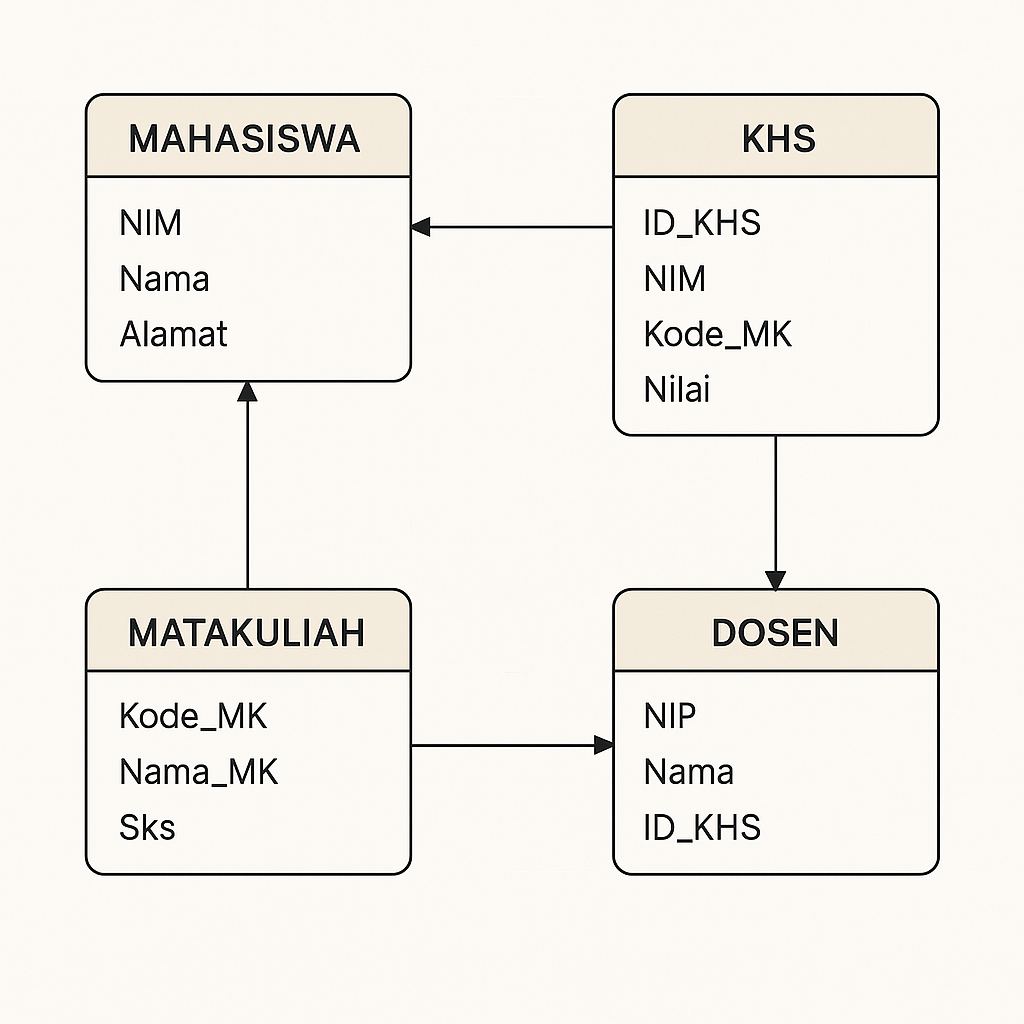 MAHASISWA
NIM
Nama
Alamat
KHS
ID_KHS
NIM
Kode_MK
Nilai
MATAKULIAH
Kode_MK
Nama_MK
Sks
DOSEN
NIP
Nama
ID_KHS